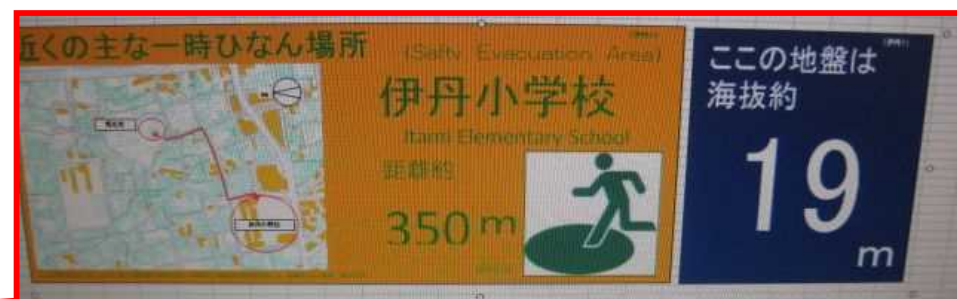 近くの主な一時ひなん場所
(Safty Evacuation Area)
伊丹小学校
Itami Elementary School
距離約
350m
ここの地盤は
海抜約
19
m